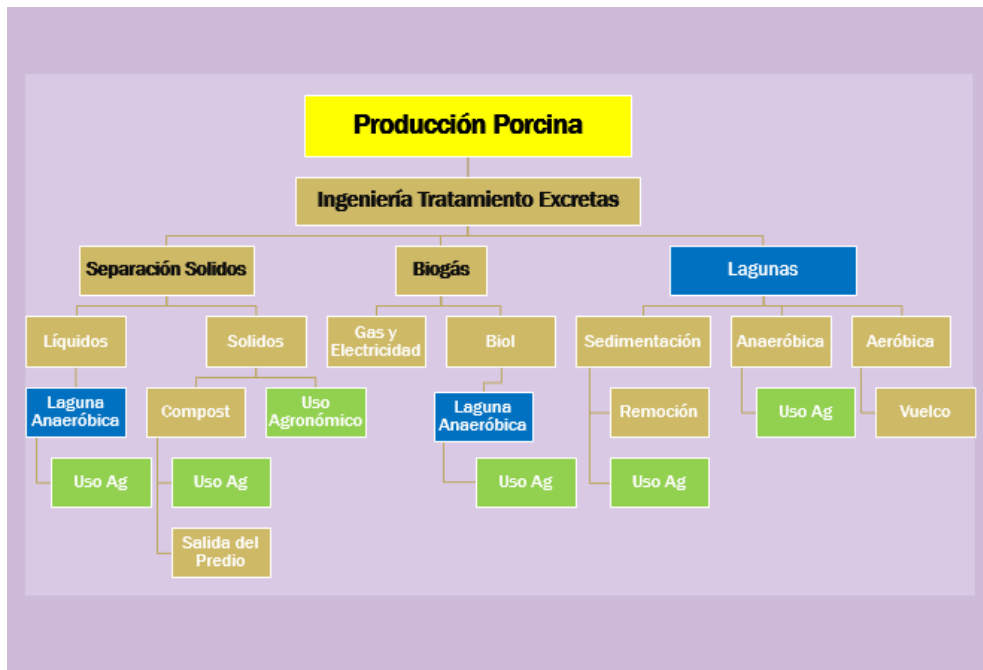 Producción Porcina
Ingeniería Tratamiento Excretas
Separación Solidos
Biogás
Lagunas
Líquidos
Solidos
Gas y
Electricidad
Biol
Sedimentación
Anaeróbica
Aeróbica
Laguna
Anaeróbica
Compost
Uso
Agronómico
Laguna
Anaeróbica
Remoción
Uso Ag
Vuelco
Uso Ag
Uso Ag
Uso Ag
Uso Ag
Salida del
Predio